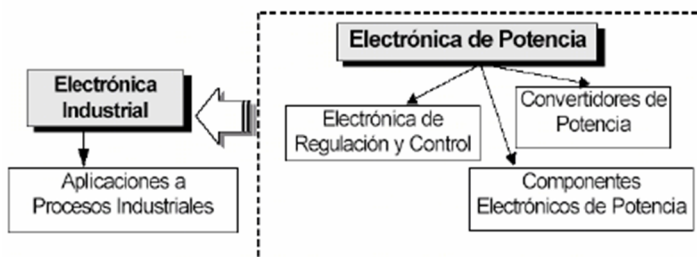 Electrónica de Potencia
Electrónica
Industrial
Electrónica de
Regulación y Control
Convertidores de
Potencia
Aplicaciones a
Procesos Industriales
Componentes
Electrónicos de Potencia